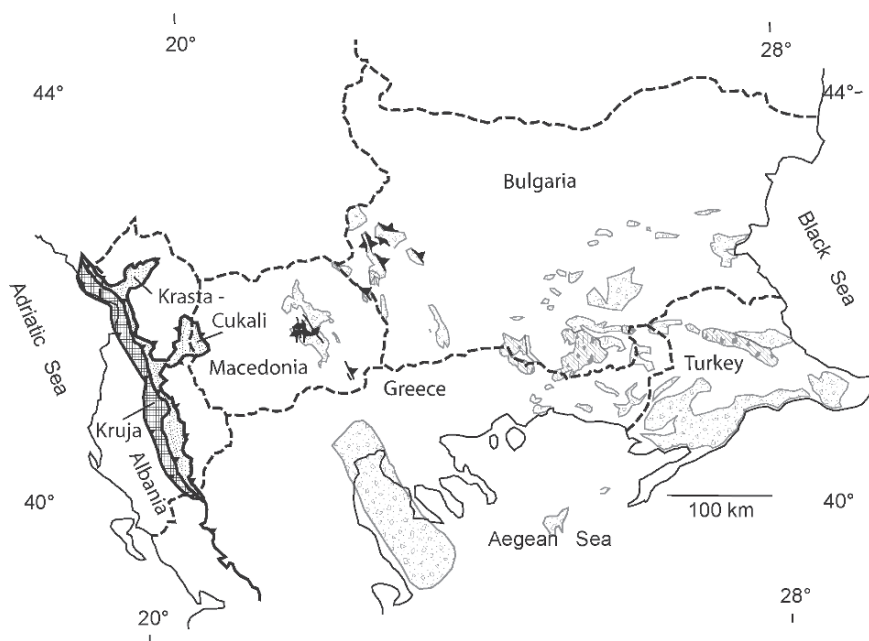 20°
28°
44°
44°-
Bulgaria
Black Sea
Adriatic Sea
Krasta -
Cukali
Macedonia
Turkey
Greece
Kruja
Albania
40°
40°
100 km
Aegean Sea
28°
20°